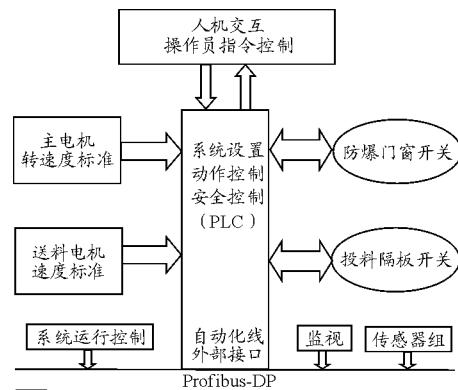 人机交互
操作员指令控制
主电机
转速度标准
系统设置
动作控制
安全控制
(PLC)
防爆门窗开关
送料电机
速度标准
投料隔板开关
系统运行控制
自动化线
外部接口
监视
传感器组
Profibus-DP